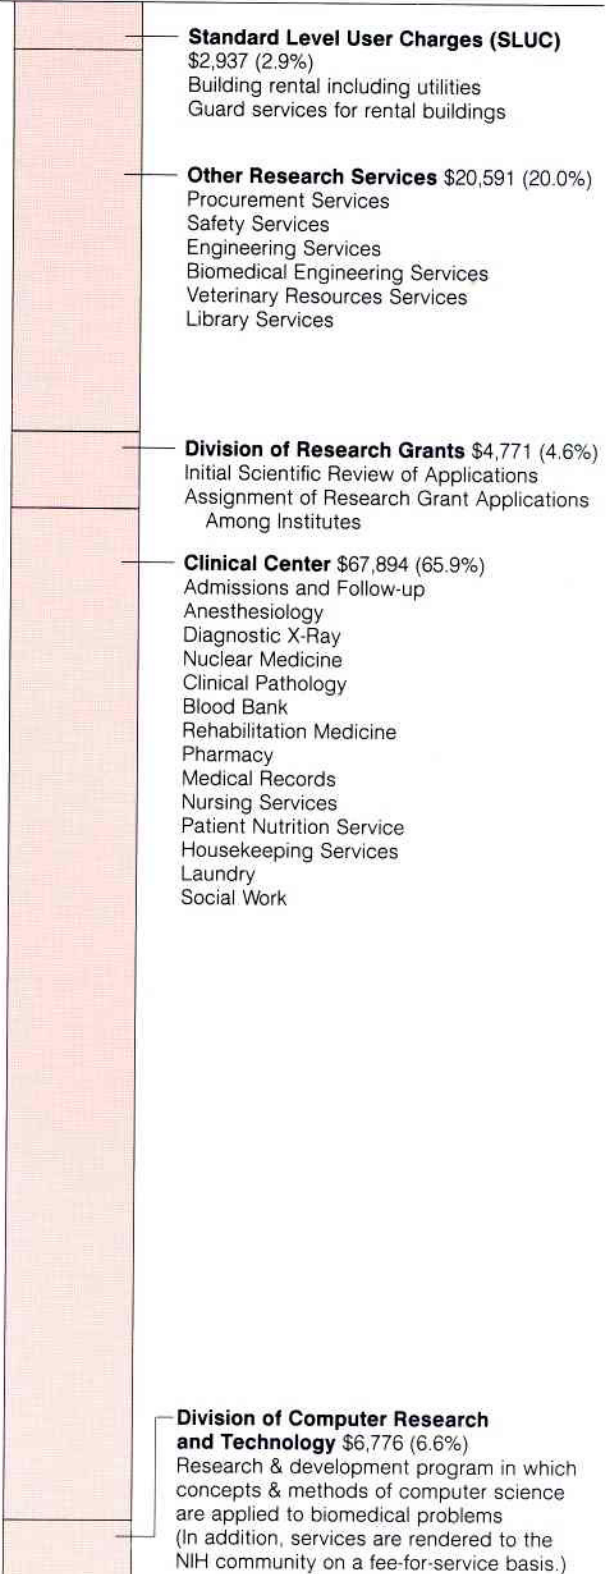 Standard Level User Charges (SLUC)
$2,937 (2.9%)
Building rental including utilities
Guard services for rental buildings
Other Research Services $20,591 (20.0%)
Procurement Services
Safety Services
Engineering Services
Biomedical Engineering Services
Veterinary Resources Services
Library Services
Division of Research Grants $4,771 (4.6%)
Initial Scientific Review of Applications
Assignment of Research Grant Applications
Among Institutes
Clinical Center $67,894 (65.9%)
Admissions and Follow-up
Anesthesiology
Diagnostic X-Ray
Nuclear Medicine
Clinical Pathology
Blood Bank
Rehabilitation Medicine
Pharmacy
Medical Records
Nursing Services
Patient Nutrition Service
Housekeeping Services
Laundry
Social Work
Division of Computer Research
and Technology $6,776 (6.6%)
Research & development program in which
concepts & methods of computer science
are applied to biomedical problems
(In addition, services are rendered to the
NIH community on a fee-for-service basis.)